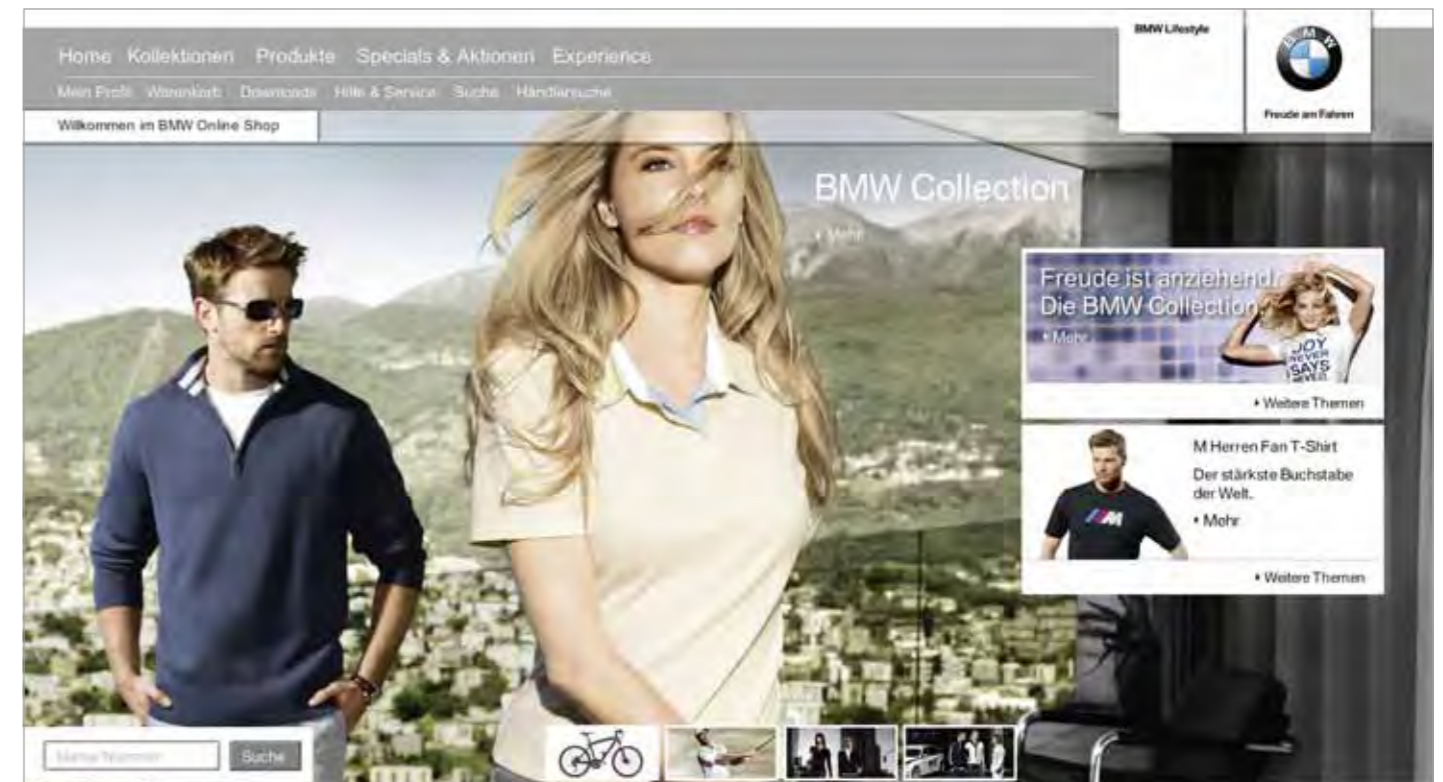 BMW Lifestyle
BMW
Home Kollektionen Produkte Specials & Aktionen Experience
Mein Profil Warenkorb Downloads Hilfe & Service Suche Händlersuche
Freude am Fahren
Willkommen im BMW Online Shop
BMW Collection
Mehr
Freude ist anziehend.
Die BMW Collection.
Mehr
JOY
NEVER
SAYS
NEVER
Weitere Themen
M Herren Fan T-Shirt
Der stärkste Buchstabe
der Welt.
Mehr
M
Weitere Themen
Suche